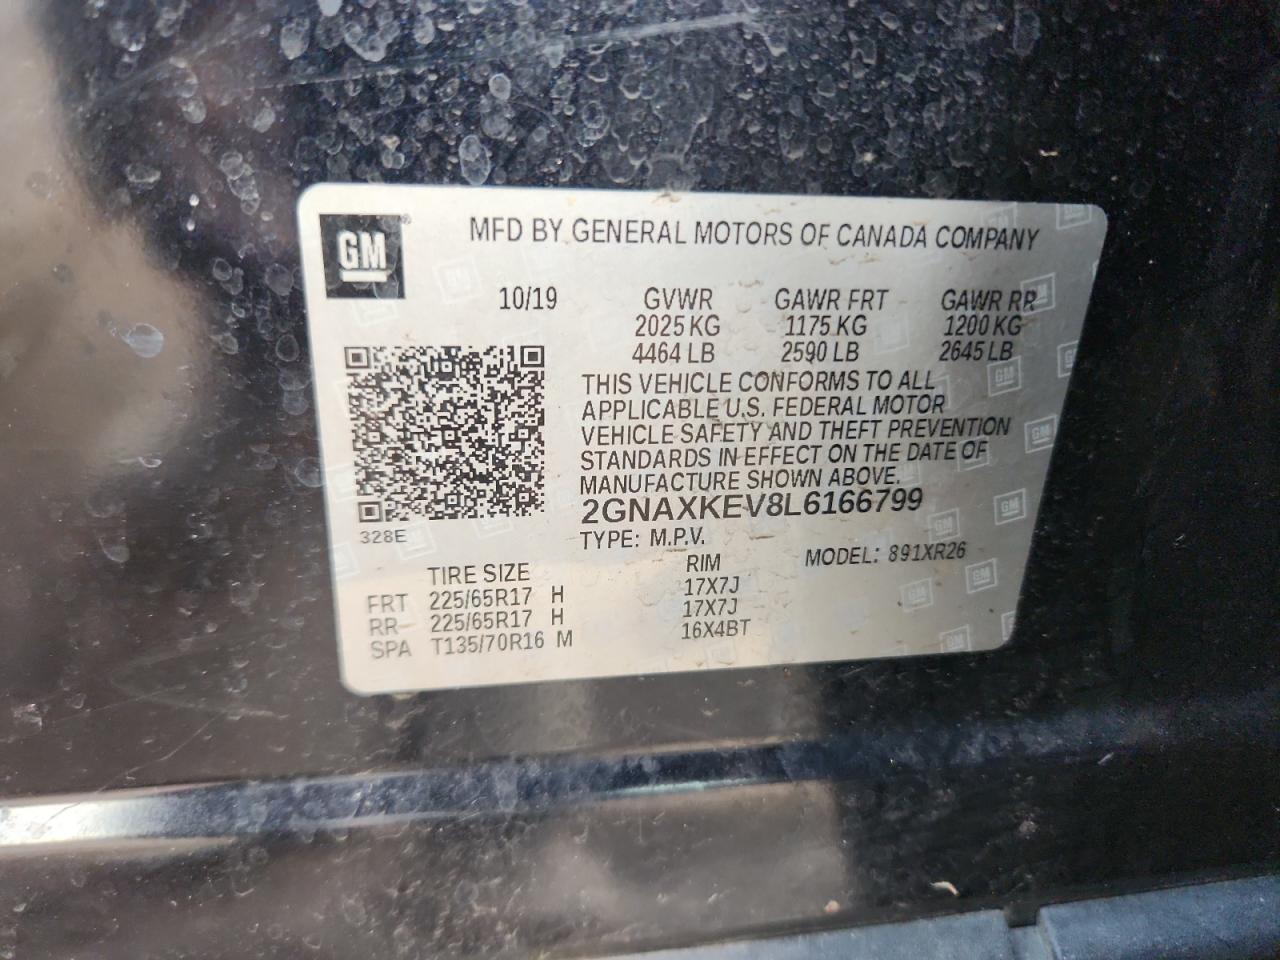 GM
MFD BY GENERAL MOTORS OF CANADA COMPANY
10/19 GVWR GAWR FRT GAWR RR
2025 KG 1175 KG 1200 KG
4464 LB 2590 LB 2645 LB
THIS VEHICLE CONFORMS TO ALL
APPLICABLE U.S. FEDERAL MOTOR
VEHICLE SAFETY AND THEFT PREVENTION
STANDARDS IN EFFECT ON THE DATE OF
MANUFACTURE SHOWN ABOVE.
2GNAXKEV8L6166799
328E
TYPE: M.P.V. MODEL: 891XR26
TIRE SIZE RIM
FRT 225/65R17 H 17X7J
RR 225/65R17 H 17X7J
SPA T135/70R16 M 16X4BT